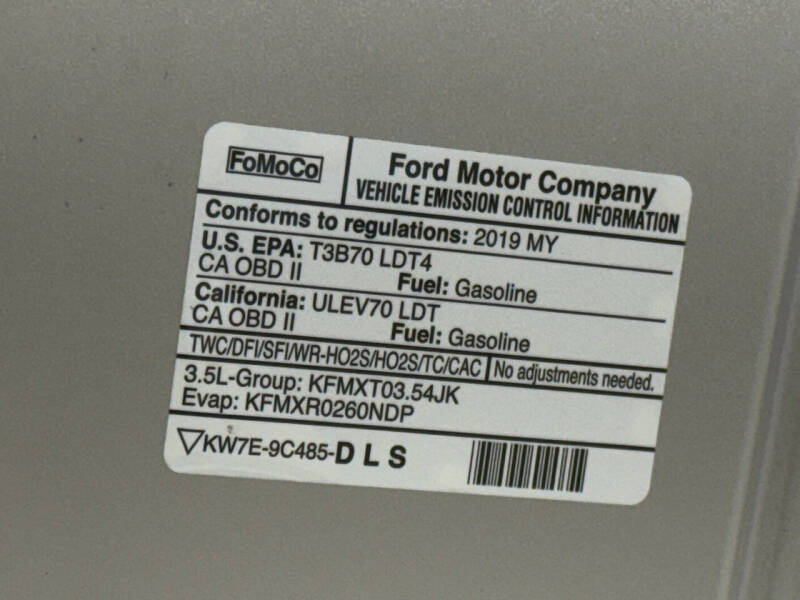 FoMoCo
Ford Motor Company
VEHICLE EMISSION CONTROL INFORMATION
Conforms to regulations: 2019 MY
U.S. EPA: T3B70 LDT4
CA OBD II Fuel: Gasoline
California: ULEV70 LDT
CA OBD II Fuel: Gasoline
TWC/DFI/SFI/WR-HO2S/HO2S/TC/CAC No adjustments needed.
3.5L-Group: KFMXT03.54JK
Evap: KFMXR0260NDP
▽KW7E-9C485-D L S